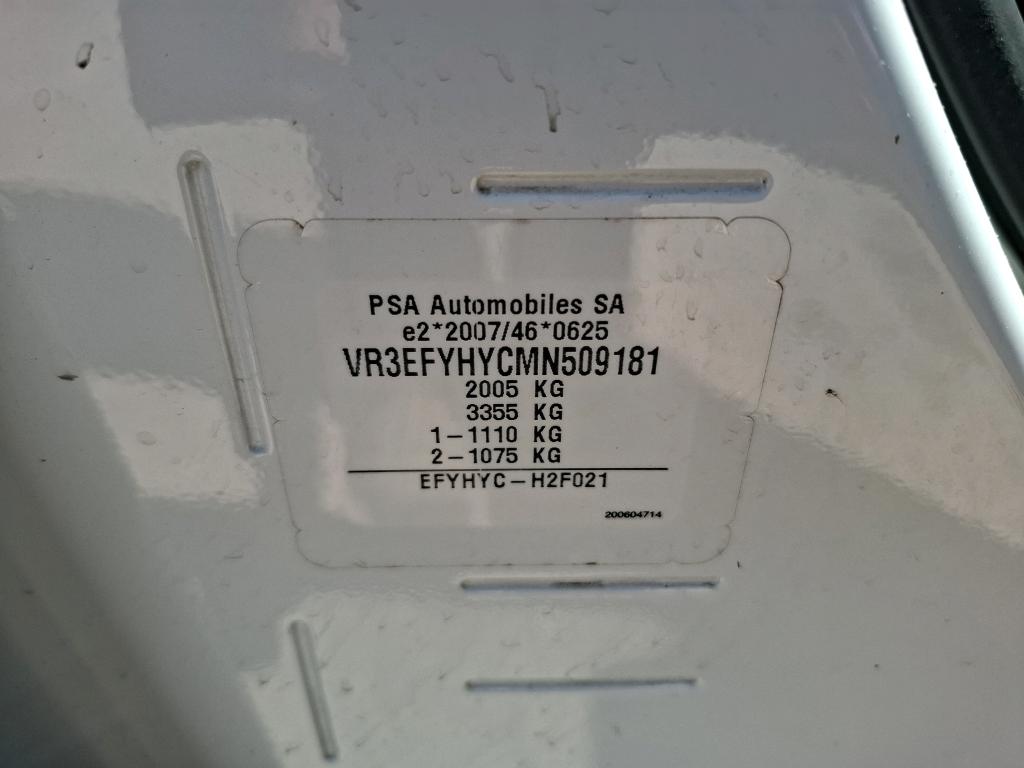 PSA Automobiles SA
e2*2007/46*0625
VR3EFYHYCMN509181
2005 KG
3355 KG
1-1110 KG
2-1075 KG
EFYHYC-H2F021
200604714